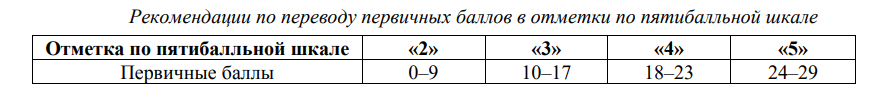 Рекомендации по переводу первичных баллов в отметки по пятибалльной шкале
Отметка по пятибалльной шкале «2» «3» «4» «5»
Первичные баллы 0–9 10–17 18–23 24–29